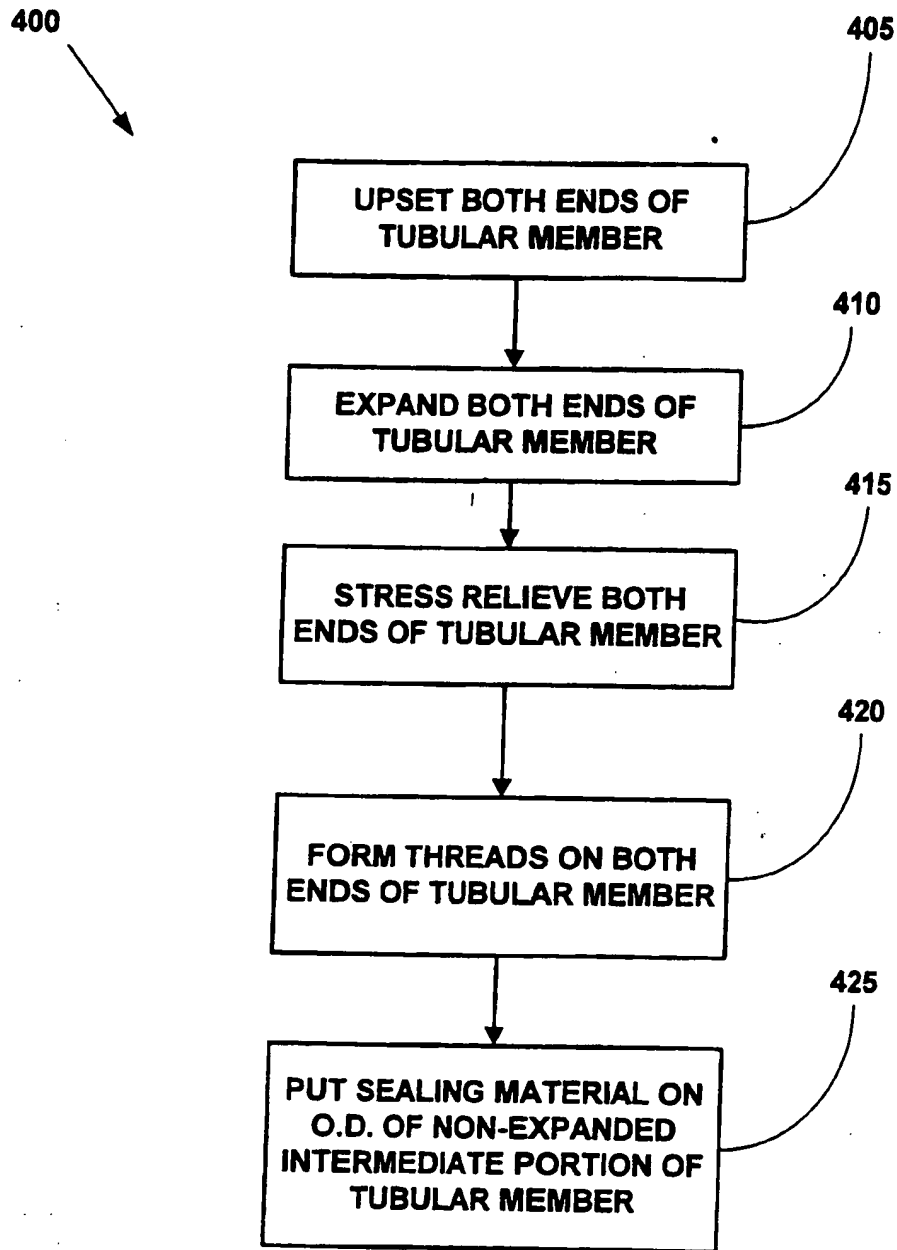 400
405
UPSET BOTH ENDS OF
TUBULAR MEMBER
410
EXPAND BOTH ENDS OF
TUBULAR MEMBER
415
STRESS RELIEVE BOTH
ENDS OF TUBULAR MEMBER
420
FORM THREADS ON BOTH
ENDS OF TUBULAR MEMBER
425
PUT SEALING MATERIAL ON
O.D. OF NON-EXPANDED
INTERMEDIATE PORTION OF
TUBULAR MEMBER